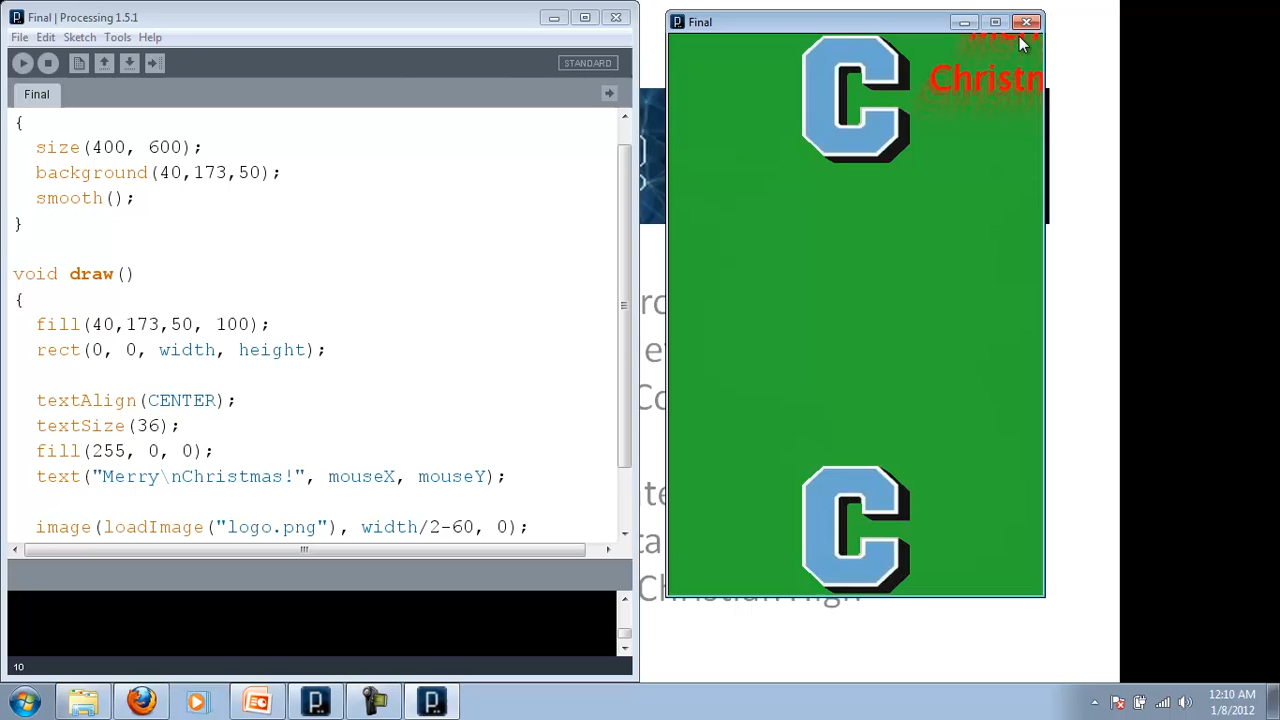 Final | Processing 1.5.1
File Edit Sketch Tools Help
STANDARD
Final
{
size(400, 600);
background(40,173,50);
smooth();
}
void draw()
{
fill(40,173,50, 100);
rect(0, 0, width, height);
textAlign(CENTER);
textSize(36);
fill(255, 0, 0);
text("Merry\nChristmas!", mouseX, mouseY);
image(loadImage("logo.png"), width/2-60, 0);
10
Final
C
Christm
C
12:10 AM
1/8/2012